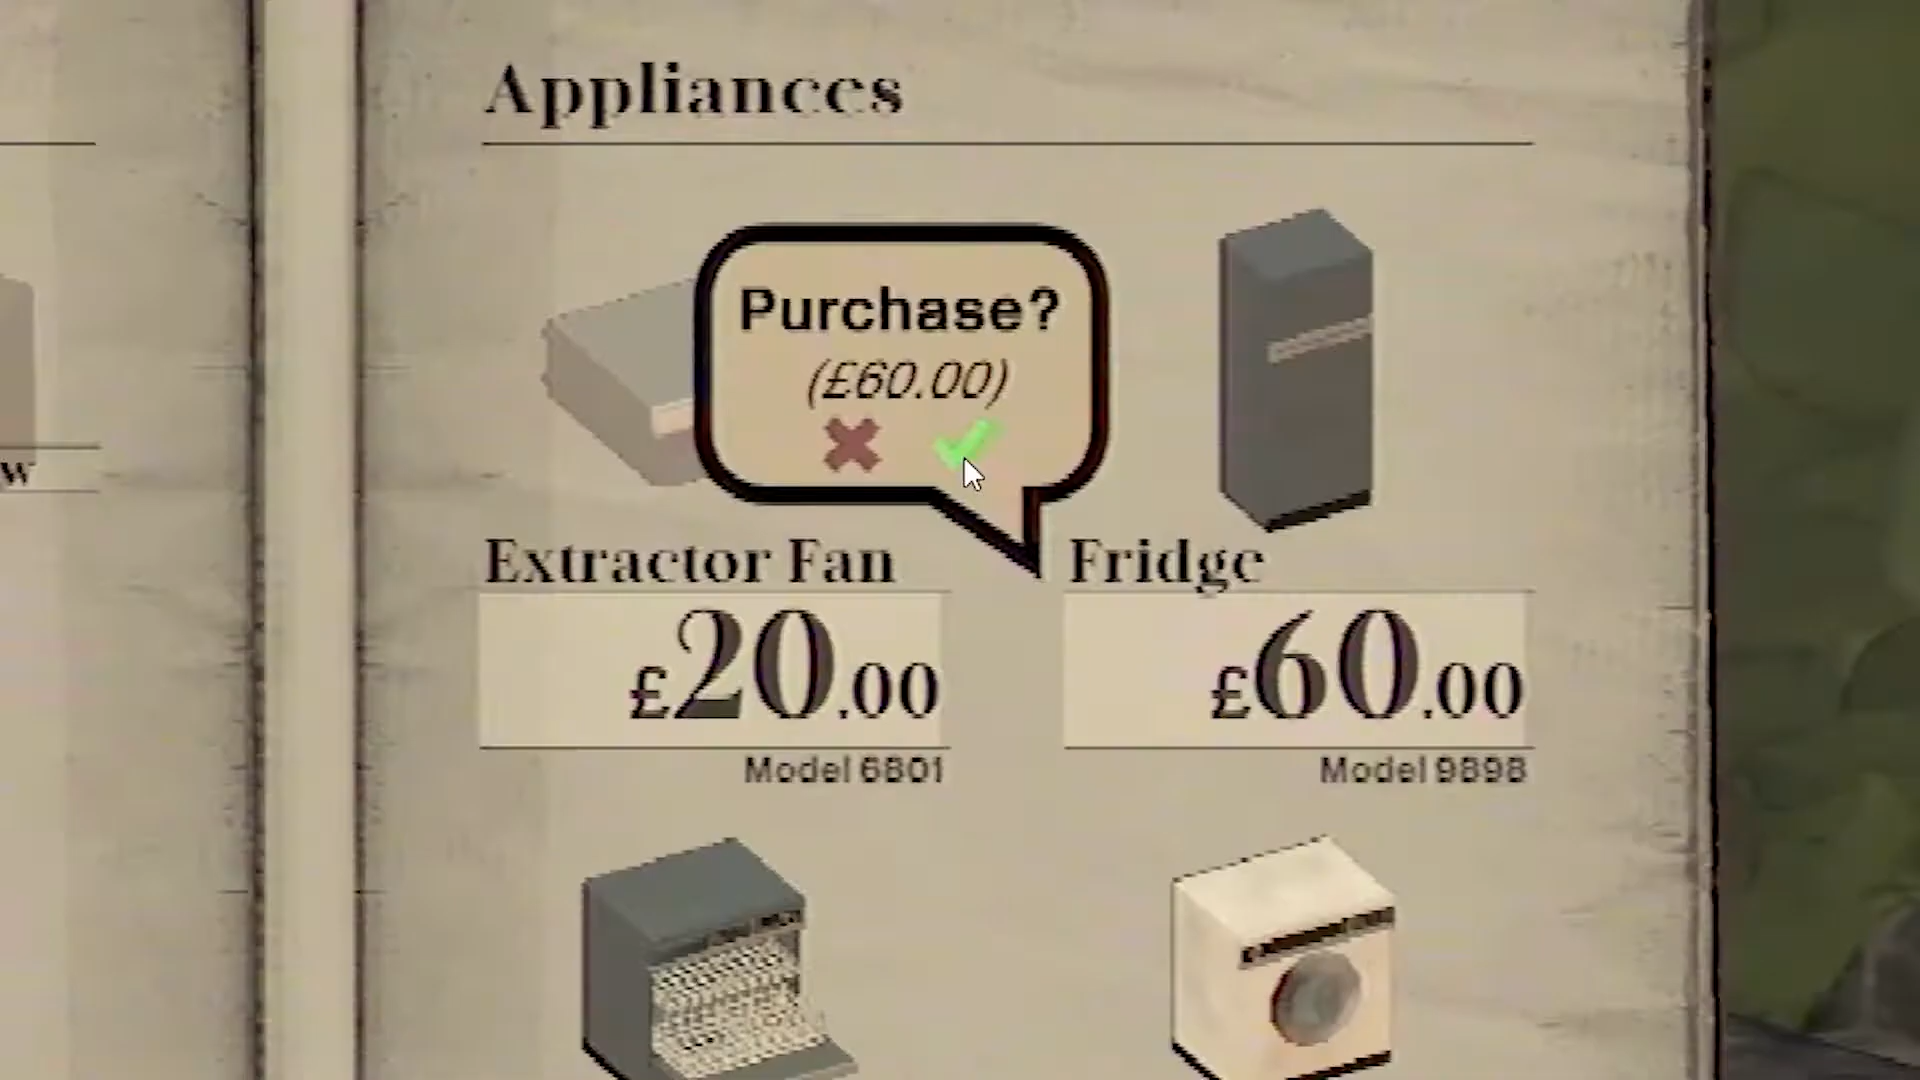 Appliances
Purchase?
(£60.00)
w
Extractor Fan
Fridge
£20.00
£60.00
Model 6801
Model 9898